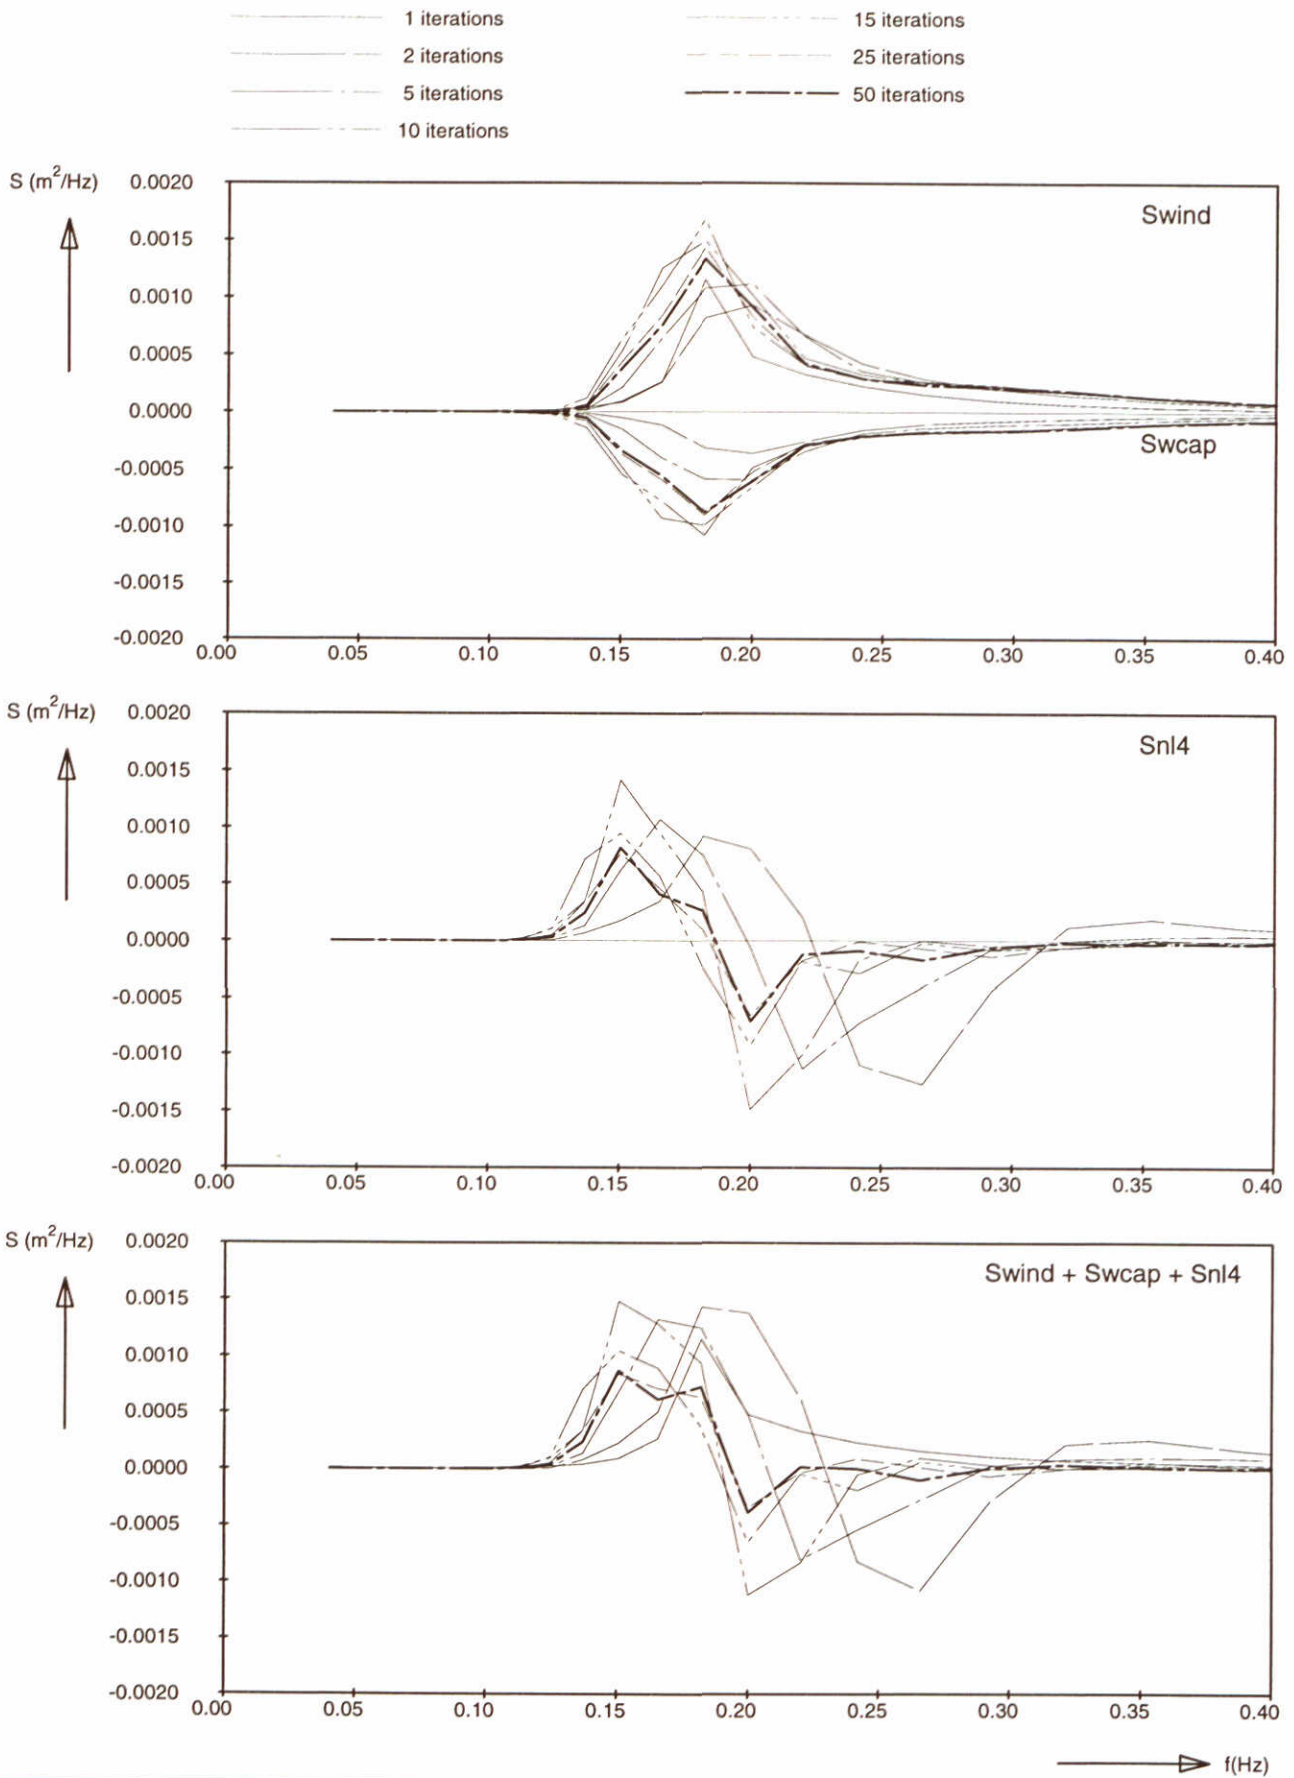 1 iterations
15 iterations
2 iterations
25 iterations
5 iterations
50 iterations
10 iterations
S (m²/Hz)
0.0020
Swind
0.0015
0.0010
0.0005
0.0000
Swcap
-0.0005
-0.0010
-0.0015
-0.0020
0.00 0.05 0.10 0.15 0.20 0.25 0.30 0.35 0.40
S (m²/Hz)
0.0020
Snl4
0.0015
0.0010
0.0005
0.0000
-0.0005
-0.0010
-0.0015
-0.0020
0.00 0.05 0.10 0.15 0.20 0.25 0.30 0.35 0.40
S (m²/Hz)
0.0020
Swind + Swcap + Snl4
0.0015
0.0010
0.0005
0.0000
-0.0005
-0.0010
-0.0015
-0.0020
0.00 0.05 0.10 0.15 0.20 0.25 0.30 0.35 0.40
f(Hz)